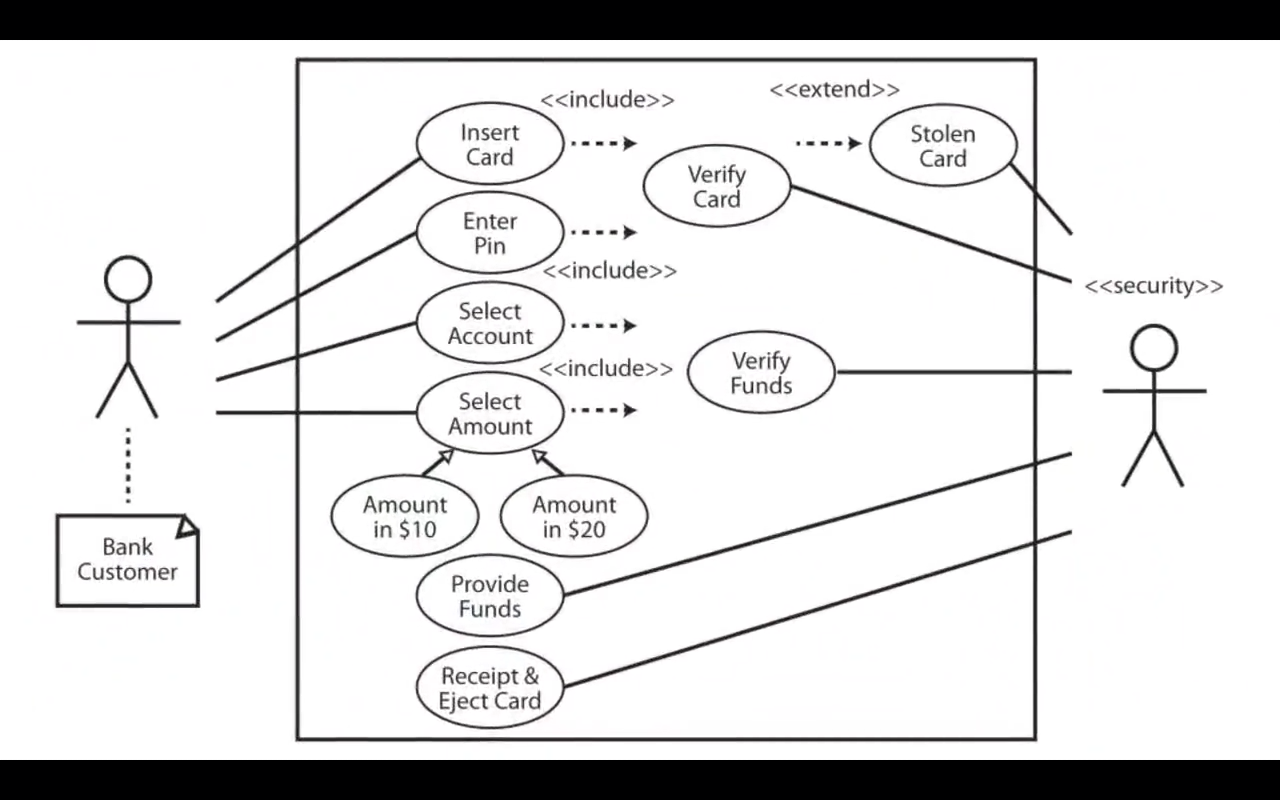 <<include>>
<<extend>>
Insert
Card
Stolen
Card
Verify
Card
Enter
Pin
<<include>>
<<security>>
Select
Account
<<include>>
Verify
Funds
Select
Amount
Amount
in $10
Amount
in $20
Bank
Customer
Provide
Funds
Receipt &
Eject Card